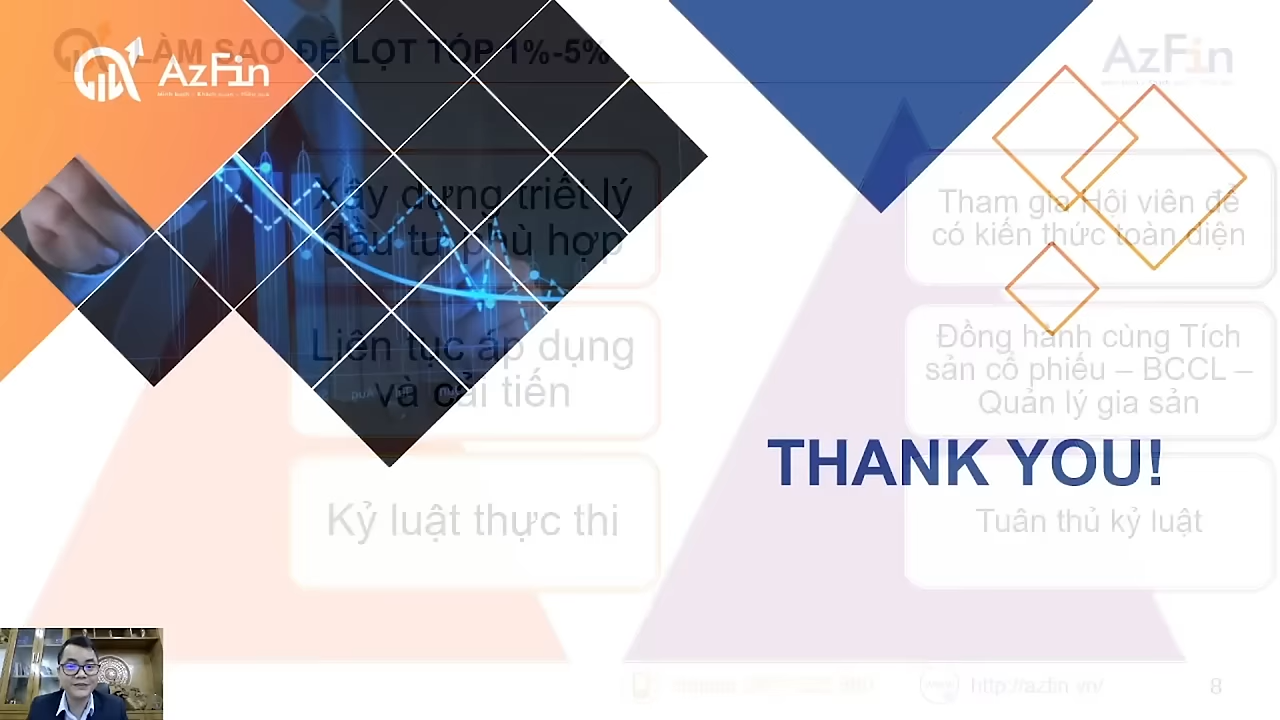 LÀM SAO ĐỂ LỌT TÓP 1%-5%
AzFin
AzFin
Xây dựng triết lý
đầu tư phù hợp
Liên tục áp dụng
và cải tiến
Kỷ luật thực thi
Tham gia Hội viên để
có kiến thức toàn diện
Đồng hành cùng Tích
sản cổ phiếu – BCCL –
Quản lý gia sản
THANK YOU!
Tuân thủ kỷ luật
http://azfin.vn/
8